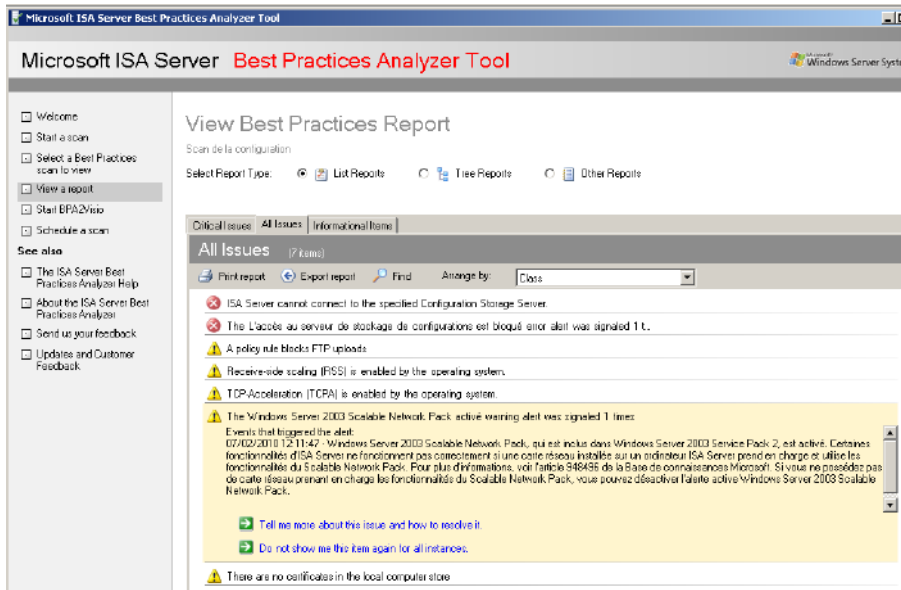 Microsoft ISA Server Best Practices Analyzer Tool
Microsoft ISA Server Best Practices Analyzer Tool
Microsoft
Windows Server Syste
Welcome
Start a scan
Select a Best Practices
scan to view
View a report
Start BPA2Visio
Schedule a scan
See also
The ISA Server Best
Practices Analyzer Help
About the ISA Server Best
Practices Analyzer
Send us your feedback
Updates and Customer
Feedback
View Best Practices Report
Scan de la configuration
Select Report Type: List Reports Tree Reports Other Reports
Critical Issues All Issues Informational Items
All Issues (7 items)
Print report Export report Find Arrange by: Class
ISA Server cannot connect to the specified Configuration Storage Server.
The L'accès au serveur de stockage de configurations est bloqué error alert was signaled 1 t...
A policy rule blocks FTP uploads
Receive-side scaling (RSS) is enabled by the operating system.
TCP-Acceleration (TCPA) is enabled by the operating system.
The Windows Server 2003 Scalable Network Pack activé warning alert was signaled 1 times
Events that triggered the alert:
07/02/2010 12:11:47 - Windows Server 2003 Scalable Network Pack, qui est inclus dans Windows Server 2003 Service Pack 2, est activé. Certaines
fonctionnalités d'ISA Server ne fonctionnent pas correctement si une carte réseau installée sur un ordinateur ISA Server prend en charge et utilise les
fonctionnalités du Scalable Network Pack. Pour plus d'informations, voir l'article 948496 de la Base de connaissances Microsoft. Si vous ne possédez pas
de carte réseau prenant en charge les fonctionnalités du Scalable Network Pack, vous pouvez désactiver l'alerte active Windows Server 2003 Scalable
Network Pack.
Tell me more about this issue and how to resolve it.
Do not show me this item again for all instances.
There are no certificates in the local computer store